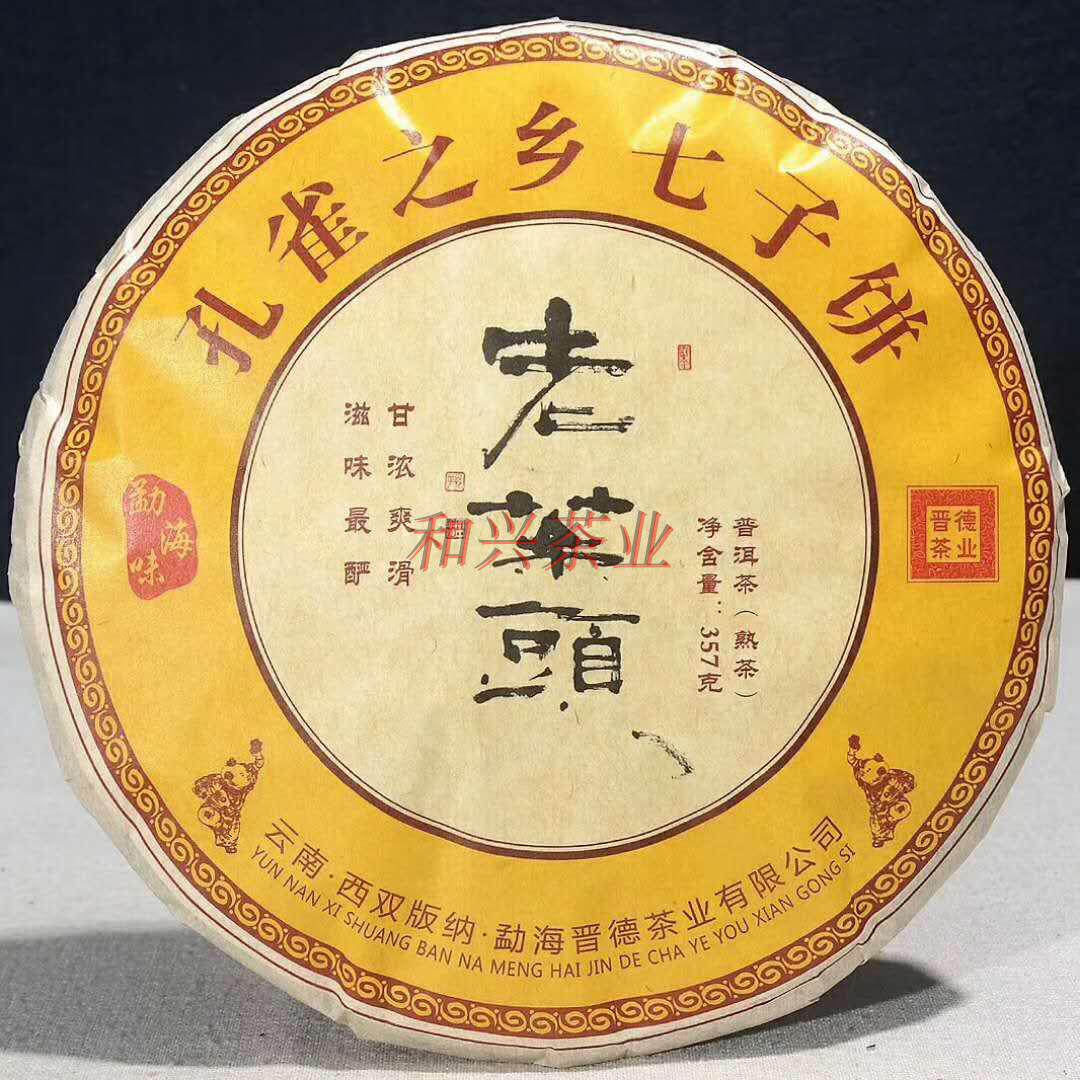 孔雀之乡七子饼
老茶頭
普洱茶(熟茶)
净含量:357克
甘浓爽滑
滋味最酽
勐海味
晋德
茶业
和兴茶业
云南·西双版纳·勐海晋德茶业有限公司
YUN NAN XI SHUANG BAN NA MENG HAI JIN DE CHA YE YOU XIAN GONG SI